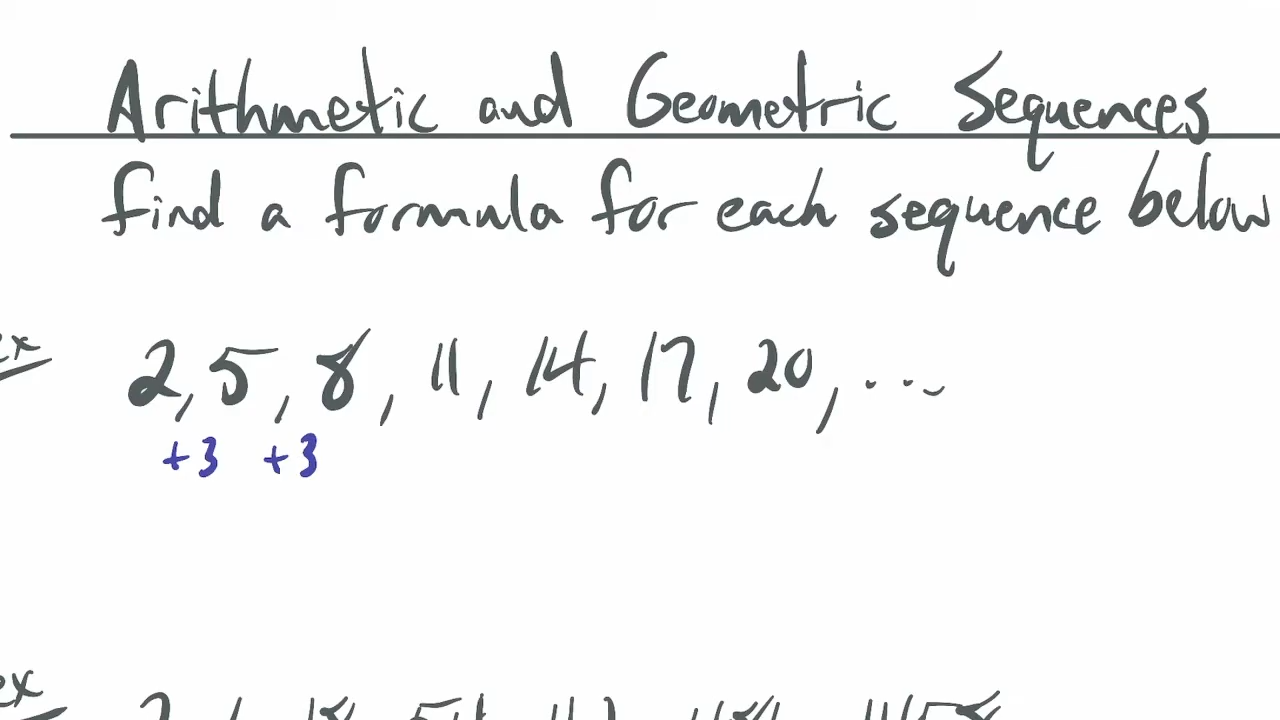 Arithmetic and Geometric Sequences
find a formula for each sequence below
ex 2, 5, 8, 11, 14, 17, 20, ...
+3 +3
ex